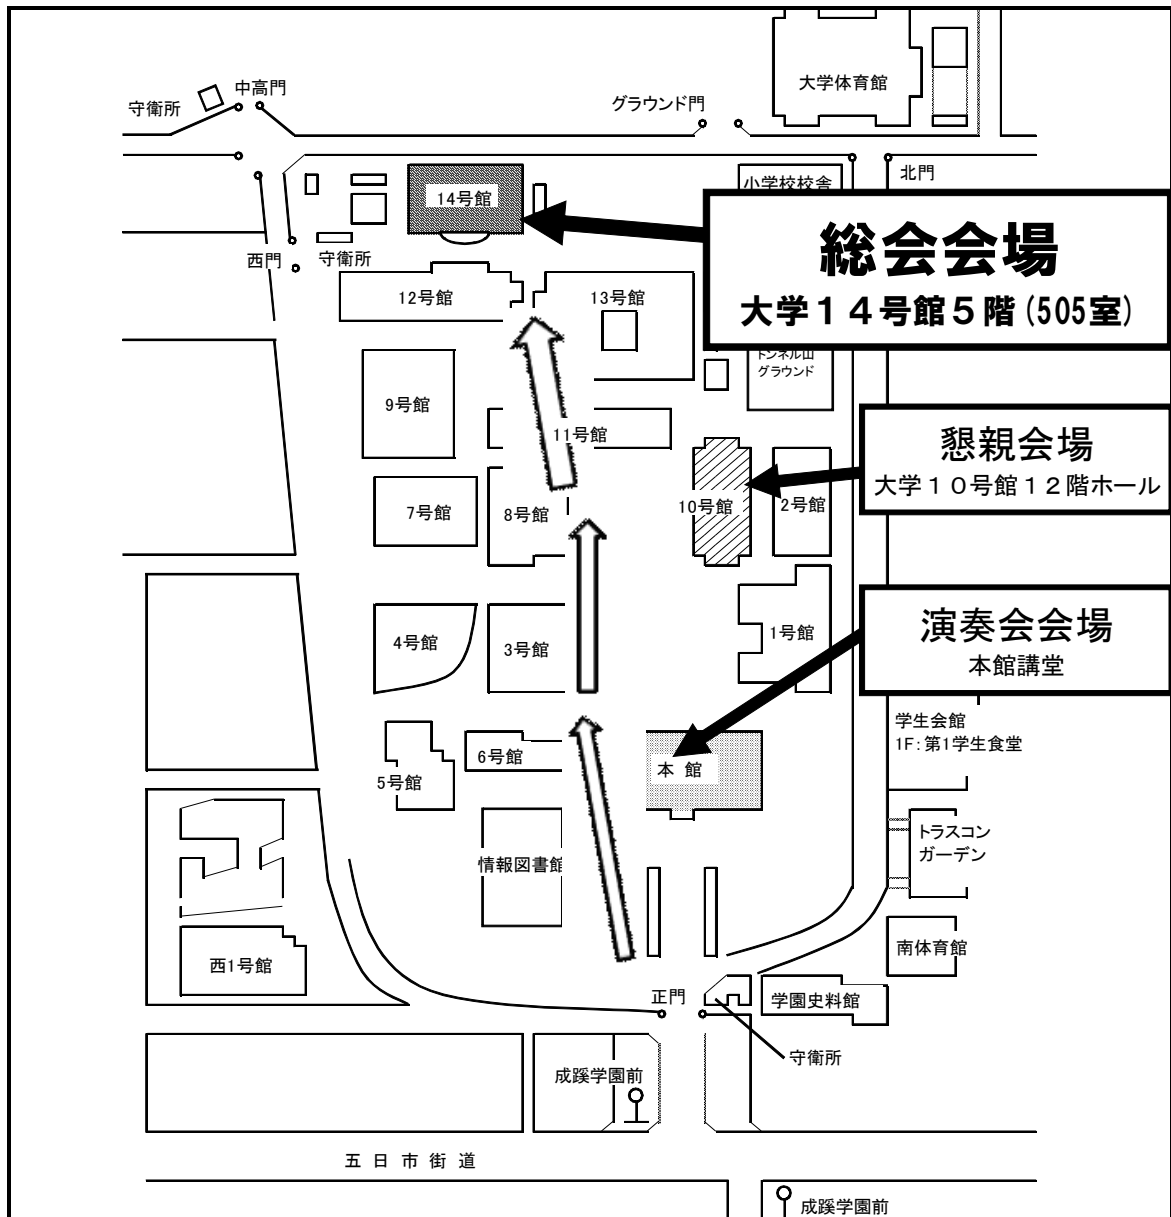 大学体育館
中高門
守衛所
グラウンド門
北門
小学校校舎
14号館
総会会場
大学14号館5階(505室)
西門
守衛所
12号館
13号館
トンネル山
グラウンド
9号館
11号館
懇親会場
大学10号館12階ホール
7号館
8号館
10号館
2号館
演奏会会場
本館講堂
4号館
3号館
1号館
学生会館
1F:第1学生食堂
6号館
本 館
5号館
トラスコン
ガーデン
情報図書館
南体育館
西1号館
正門
学園史料館
守衛所
成蹊学園前
五 日 市 街 道
成蹊学園前